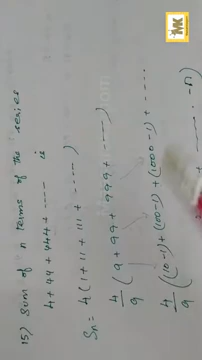 15) Sum of n terms of the series
4 + 44 + 444 + ---- is
Sn = 4 (1 + 11 + 111 + ----)
4/9 (9 + 99 + 999 + ----)
4/9 ((10-1) + (100-1) + (1000-1) + ----
+ ---- -n)
MK